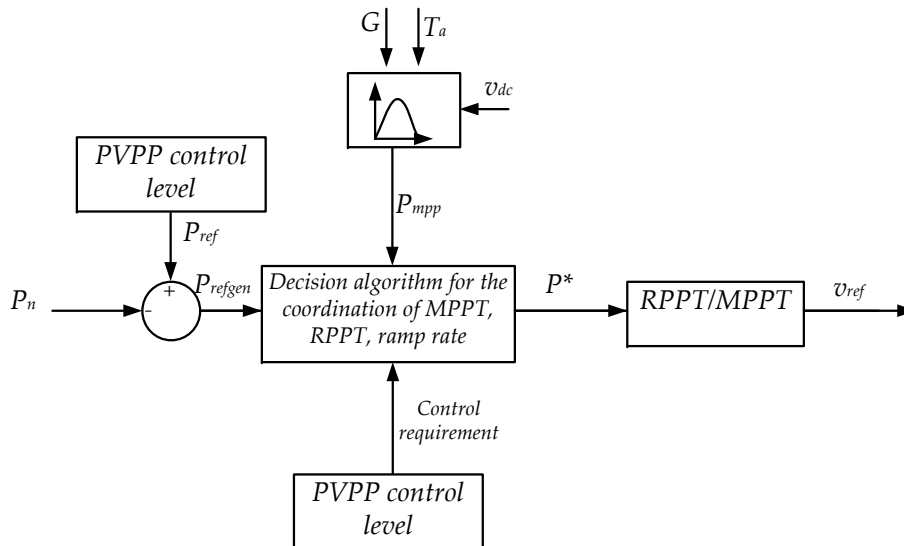 G
Ta
vdc
PVPP control
level
Pmpp
Pref
Pn
+
-
Prefgen
Decision algorithm for the
coordination of MPPT,
RPPT, ramp rate
P*
RPPT/MPPT
vref
Control
requirement
PVPP control
level